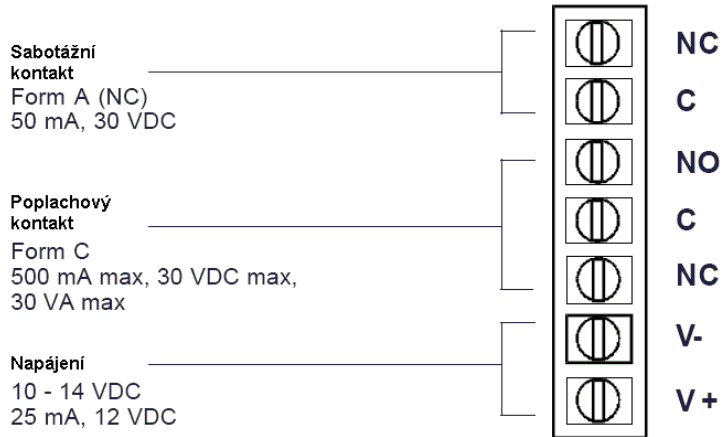 Sabotážní
kontakt
Form A (NC)
50 mA, 30 VDC
Poplachový
kontakt
Form C
500 mA max, 30 VDC max,
30 VA max
Napájení
10 - 14 VDC
25 mA, 12 VDC
NC
C
NO
C
NC
V-
V+